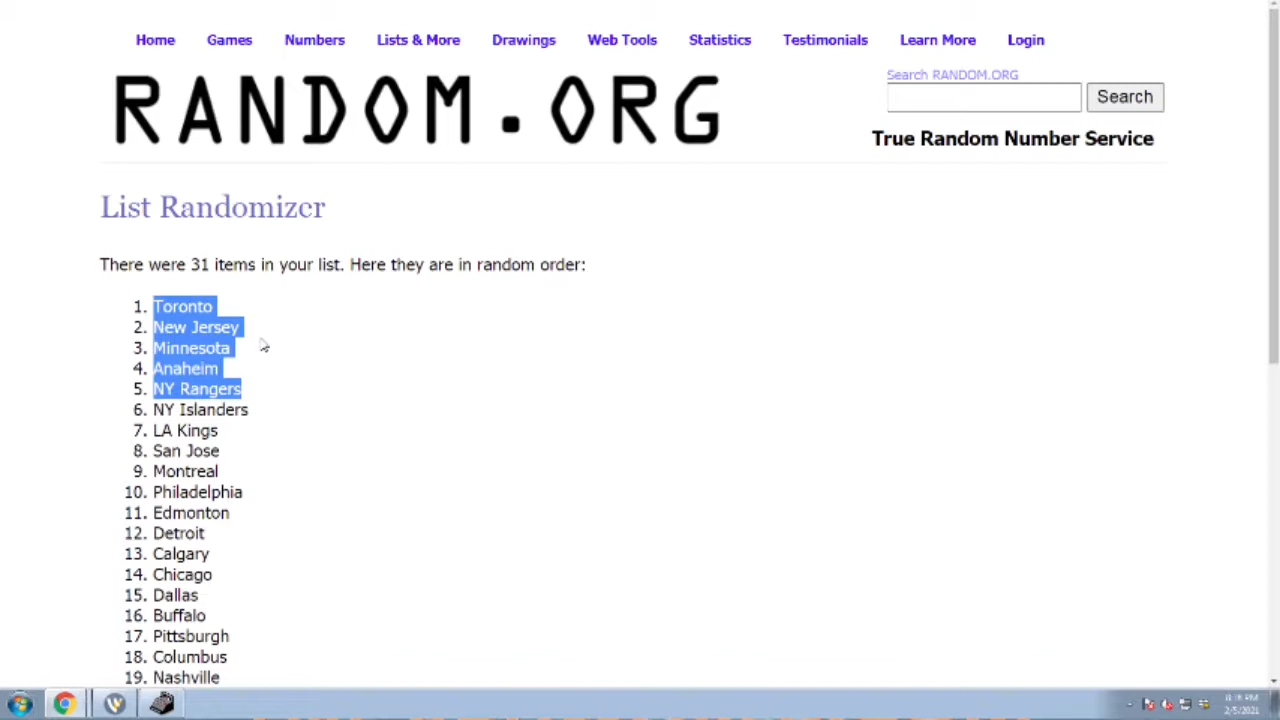 Home Games Numbers Lists & More Drawings Web Tools Statistics Testimonials Learn More Login
RANDOM.ORG
Search RANDOM.ORG
Search
True Random Number Service
List Randomizer
There were 31 items in your list. Here they are in random order:
1. Toronto
2. New Jersey
3. Minnesota
4. Anaheim
5. NY Rangers
6. NY Islanders
7. LA Kings
8. San Jose
9. Montreal
10. Philadelphia
11. Edmonton
12. Detroit
13. Calgary
14. Chicago
15. Dallas
16. Buffalo
17. Pittsburgh
18. Columbus
19. Nashville
2/5/2021